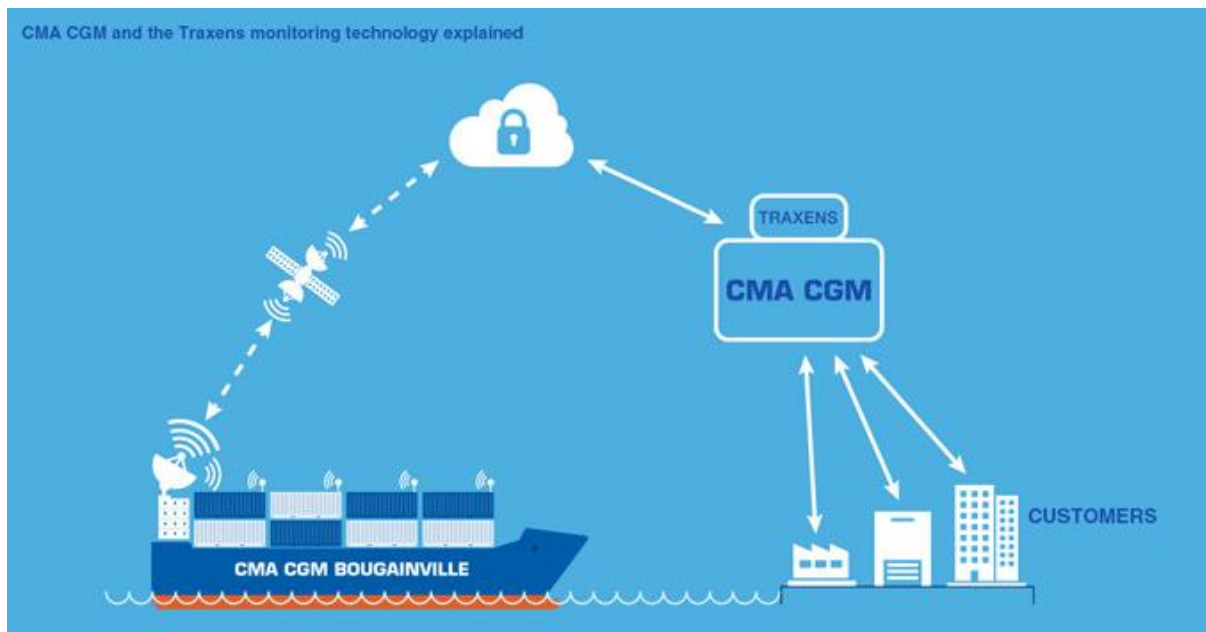 CMA CGM and the Traxens monitoring technology explained
TRAXENS
CMA CGM
CUSTOMERS
CMA CGM BOUGAINVILLE